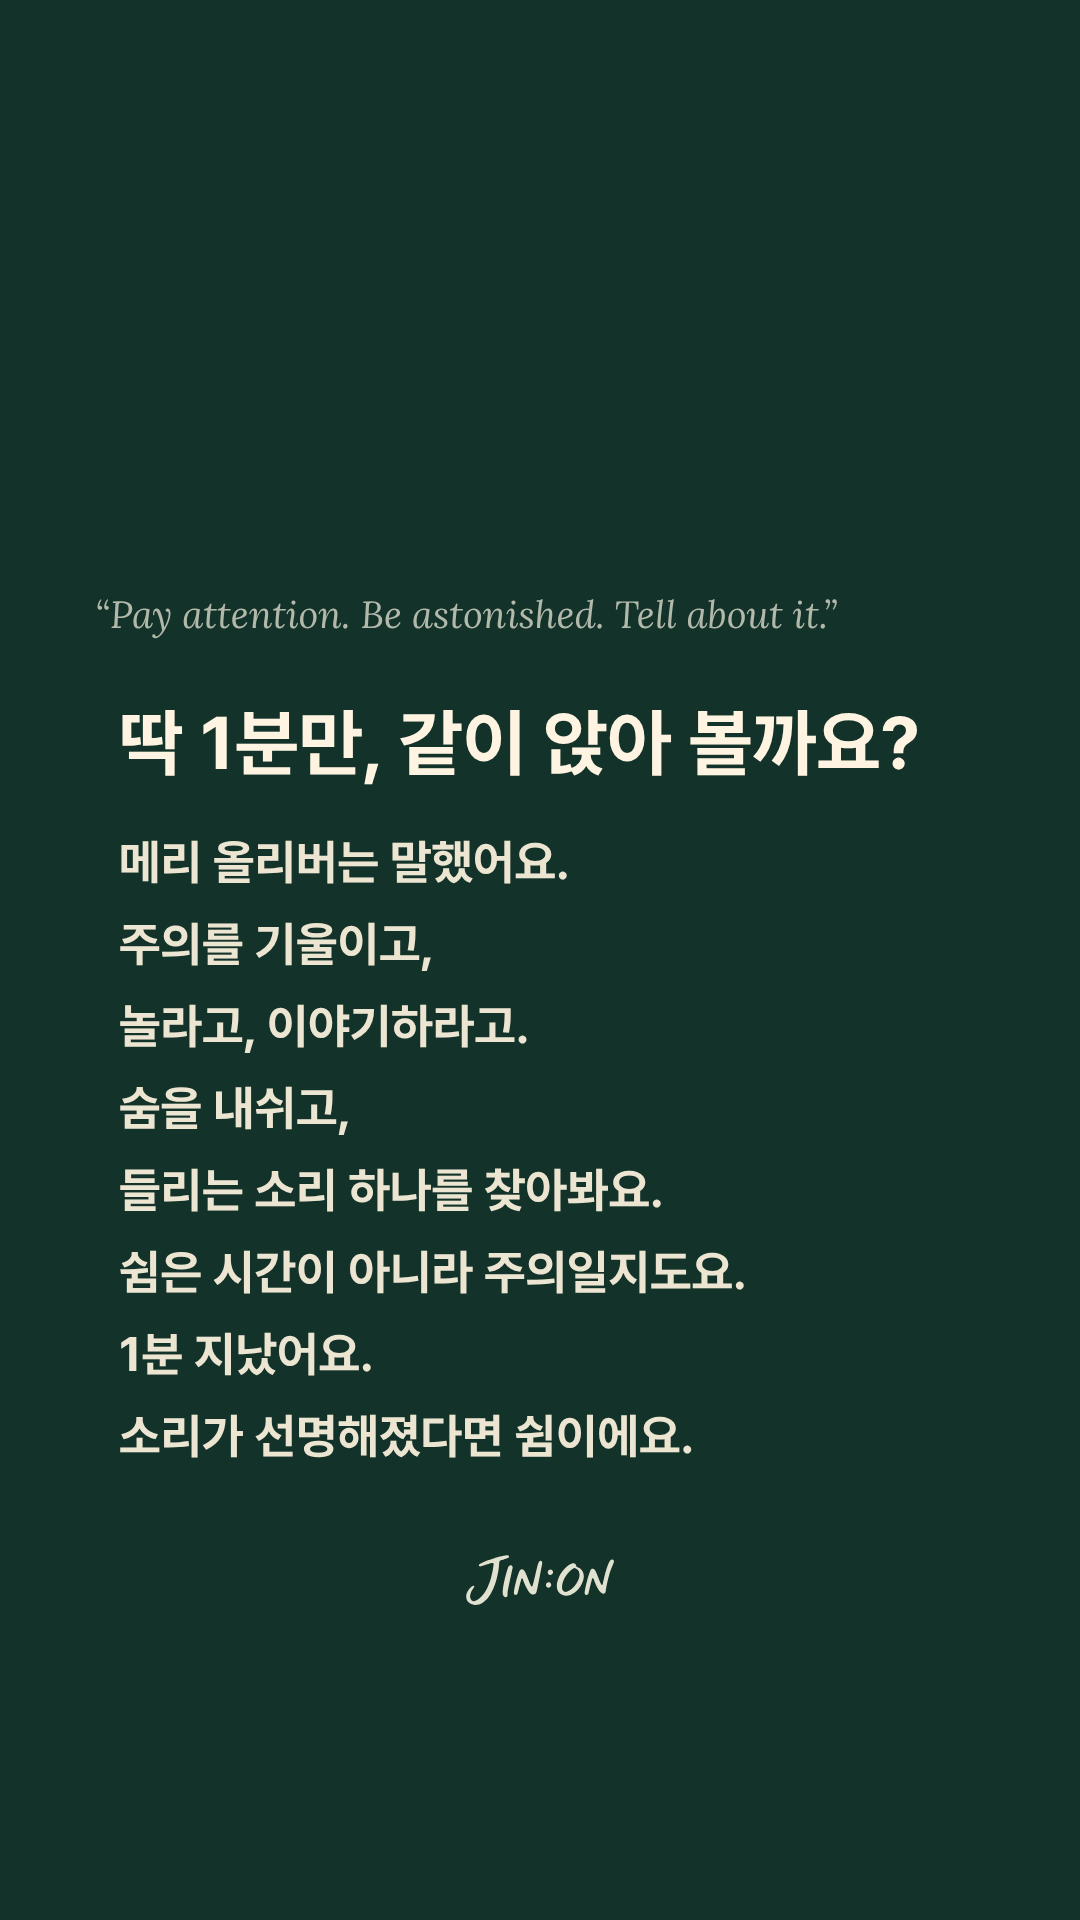 “Pay attention. Be astonished. Tell about it.”
딱 1분만, 같이 앉아 볼까요?
메리 올리버는 말했어요.
주의를 기울이고,
놀라고, 이야기하라고.
숨을 내쉬고,
들리는 소리 하나를 찾아봐요.
쉼은 시간이 아니라 주의일지도요.
1분 지났어요.
소리가 선명해졌다면 쉼이에요.
JIN:ON